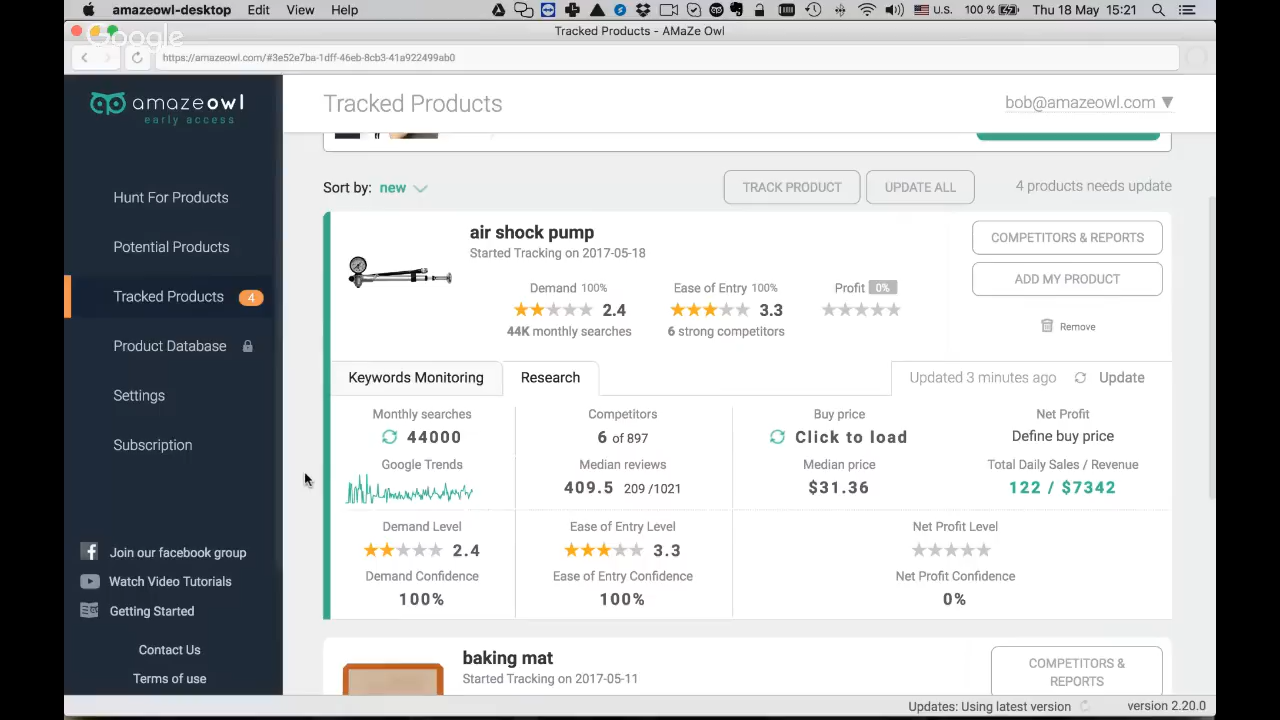 amazeowl-desktop Edit View Help U.S. 100 % Thu 18 May 15:21
Tracked Products - AMaZe Owl
Google
https://amazeowl.com/#3e52e7ba-1dff-46eb-8cb3-41a922499ab0
amazeowl
early access
Tracked Products
bob@amazeowl.com ▼
Hunt For Products
Potential Products
Tracked Products 4
Product Database
Settings
Subscription
Join our facebook group
Watch Video Tutorials
Getting Started
Contact Us
Terms of use
Sort by: new
TRACK PRODUCT
UPDATE ALL
4 products needs update
air shock pump
Started Tracking on 2017-05-18
Demand 100%
2.4
44K monthly searches
Ease of Entry 100%
3.3
6 strong competitors
Profit 0%
COMPETITORS & REPORTS
ADD MY PRODUCT
Remove
Keywords Monitoring
Research
Updated 3 minutes ago
Update
Monthly searches
44000
Google Trends
Competitors
6 of 897
Median reviews
409.5 209 /1021
Buy price
Click to load
Median price
$31.36
Net Profit
Define buy price
Total Daily Sales / Revenue
122 / $7342
Demand Level
2.4
Demand Confidence
100%
Ease of Entry Level
3.3
Ease of Entry Confidence
100%
Net Profit Level
Net Profit Confidence
0%
baking mat
Started Tracking on 2017-05-11
COMPETITORS &
REPORTS
Updates: Using latest version
version 2.20.0